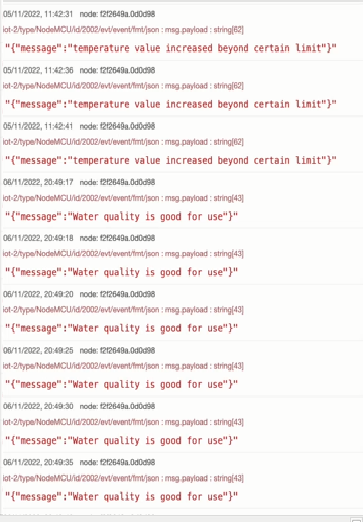 05/11/2022, 11:42:31 node: f2f2649a.0d0d98
iot-2/type/NodeMCU/id/2002/evt/event/fmt/json : msg.payload : string[62]
"{"message":"temperature value increased beyond certain limit"}"
05/11/2022, 11:42:36 node: f2f2649a.0d0d98
iot-2/type/NodeMCU/id/2002/evt/event/fmt/json : msg.payload : string[62]
"{"message":"temperature value increased beyond certain limit"}"
05/11/2022, 11:42:41 node: f2f2649a.0d0d98
iot-2/type/NodeMCU/id/2002/evt/event/fmt/json : msg.payload : string[62]
"{"message":"temperature value increased beyond certain limit"}"
06/11/2022, 20:49:17 node: f2f2649a.0d0d98
iot-2/type/NodeMCU/id/2002/evt/event/fmt/json : msg.payload : string[43]
"{"message":"Water quality is good for use"}"
06/11/2022, 20:49:18 node: f2f2649a.0d0d98
iot-2/type/NodeMCU/id/2002/evt/event/fmt/json : msg.payload : string[43]
"{"message":"Water quality is good for use"}"
06/11/2022, 20:49:20 node: f2f2649a.0d0d98
iot-2/type/NodeMCU/id/2002/evt/event/fmt/json : msg.payload : string[43]
"{"message":"Water quality is good for use"}"
06/11/2022, 20:49:25 node: f2f2649a.0d0d98
iot-2/type/NodeMCU/id/2002/evt/event/fmt/json : msg.payload : string[43]
"{"message":"Water quality is good for use"}"
06/11/2022, 20:49:30 node: f2f2649a.0d0d98
iot-2/type/NodeMCU/id/2002/evt/event/fmt/json : msg.payload : string[43]
"{"message":"Water quality is good for use"}"
06/11/2022, 20:49:35 node: f2f2649a.0d0d98
iot-2/type/NodeMCU/id/2002/evt/event/fmt/json : msg.payload : string[43]
"{"message":"Water quality is good for use"}"